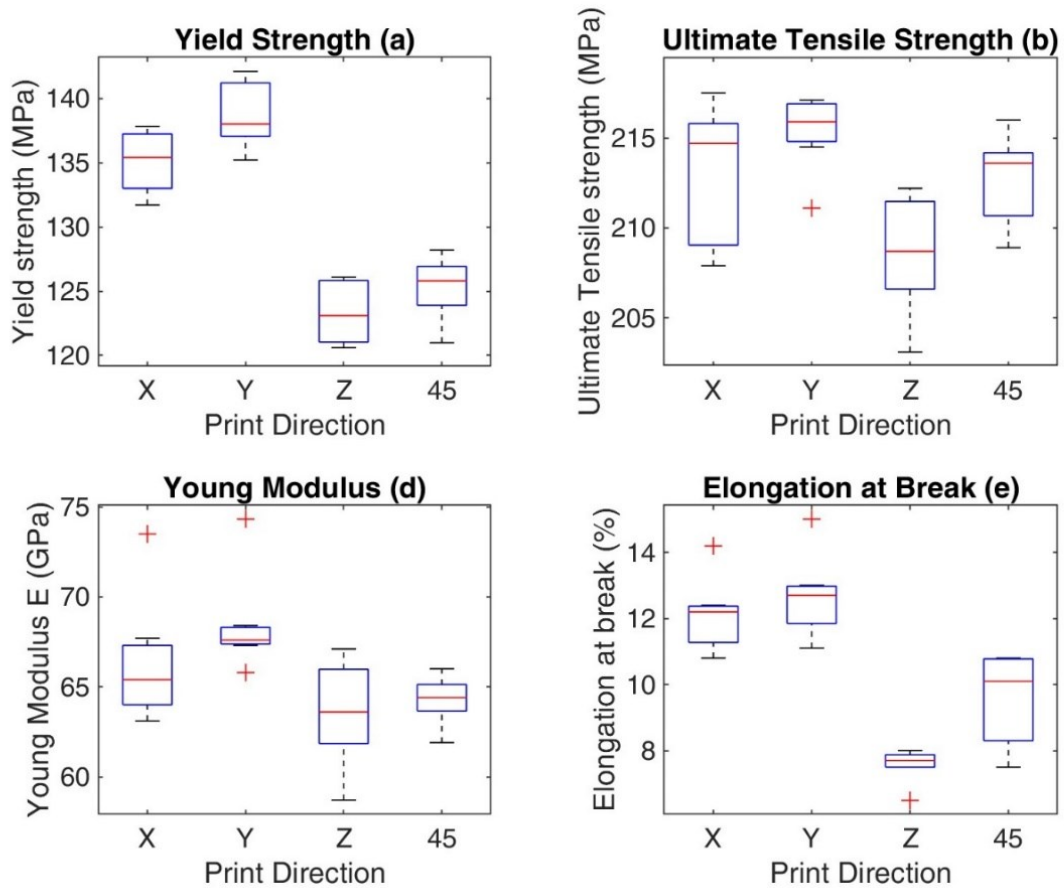 Yield Strength (a)
Yield strength (MPa)
140
135
130
125
120
X Y Z 45
Print Direction
Ultimate Tensile Strength (b)
Ultimate Tensile strength (MPa)
215
210
205
X Y Z 45
Print Direction
Young Modulus (d)
Young Modulus E (GPa)
75
70
65
60
X Y Z 45
Print Direction
Elongation at Break (e)
Elongation at break (%)
14
12
10
8
X Y Z 45
Print Direction